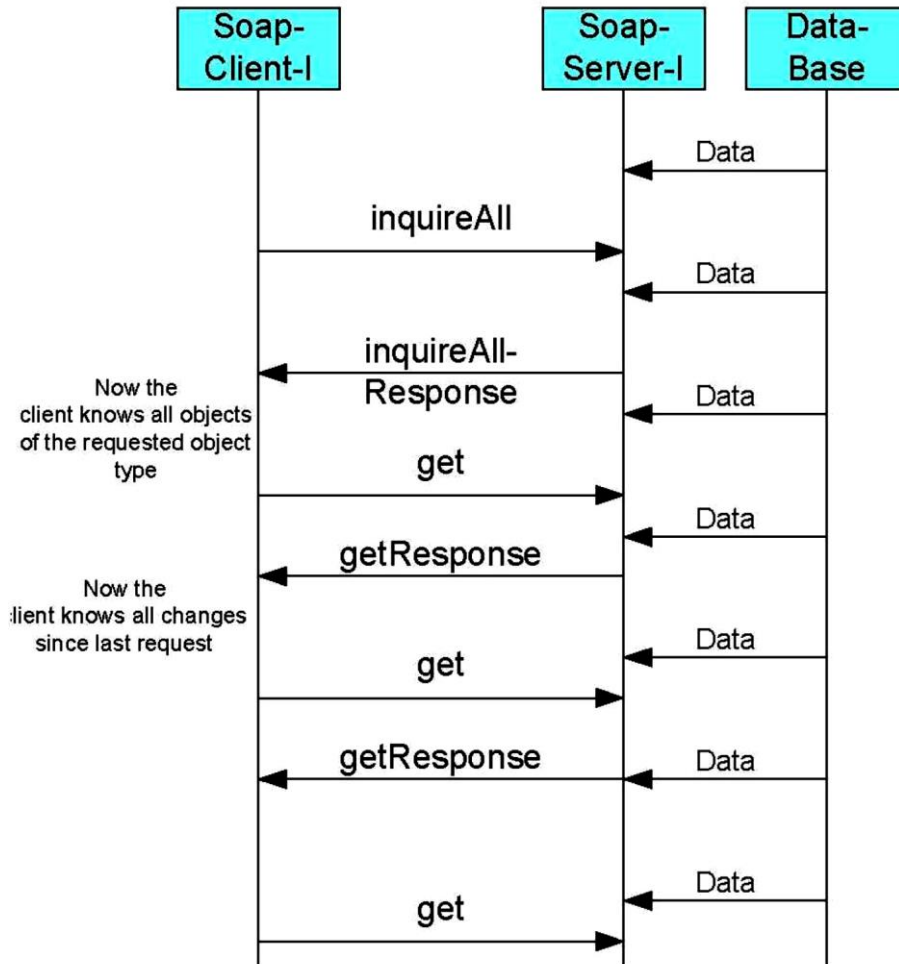 Soap-
Client-I
Soap-
Server-I
Data-
Base
Data
inquireAll
Data
inquireAll-
Response
Data
Now the
client knows all objects
of the requested object
type
get
Data
getResponse
Now the
lient knows all changes
since last request
Data
get
getResponse
Data
Data
get